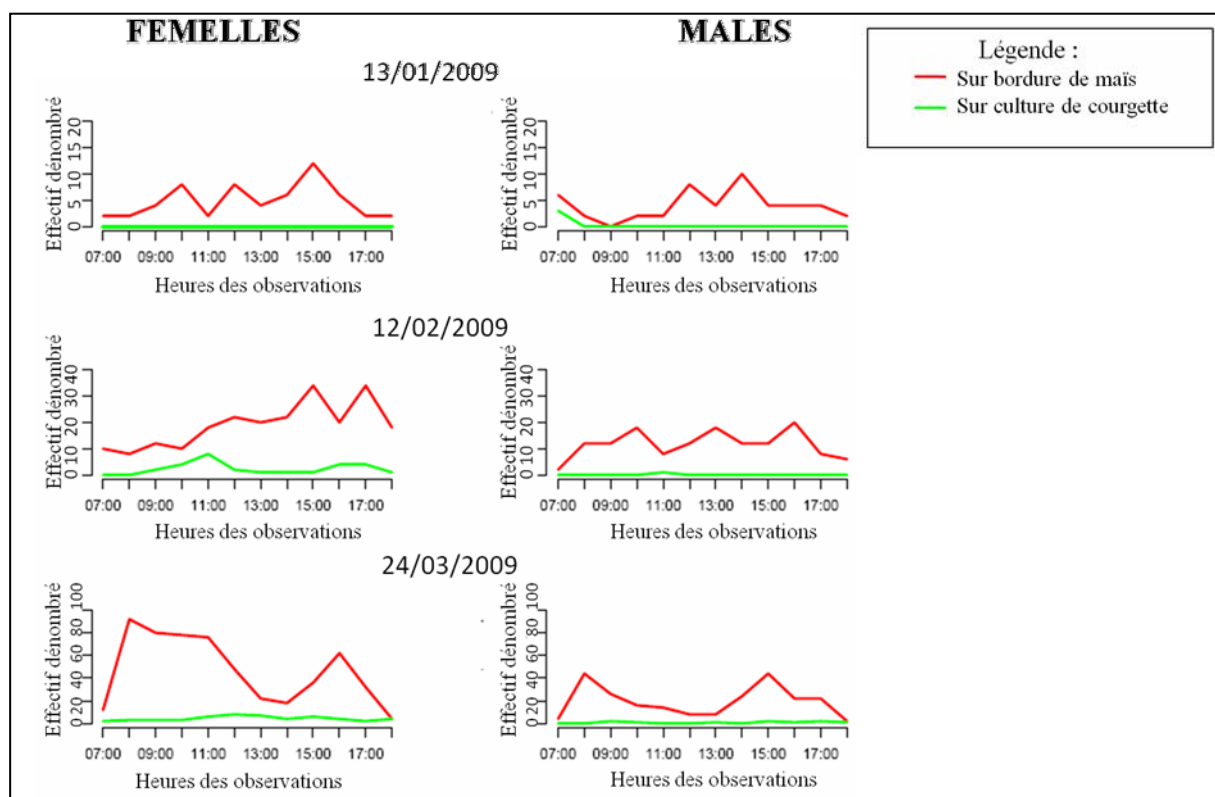 FEMELLES
MALES
Légende :
Sur bordure de maïs
Sur culture de courgette
13/01/2009
Effectif dénombré
0 5 10 15 20
07:00 09:00 11:00 13:00 15:00 17:00
Heures des observations
Effectif dénombré
0 5 10 15 20
07:00 09:00 11:00 13:00 15:00 17:00
Heures des observations
12/02/2009
Effectif dénombré
0 10 20 30 40
07:00 09:00 11:00 13:00 15:00 17:00
Heures des observations
Effectif dénombré
0 10 20 30 40
07:00 09:00 11:00 13:00 15:00 17:00
Heures des observations
24/03/2009
Effectif dénombré
0 20 40 60 80 100
07:00 09:00 11:00 13:00 15:00 17:00
Heures des observations
Effectif dénombré
0 20 40 60 80 100
07:00 09:00 11:00 13:00 15:00 17:00
Heures des observations